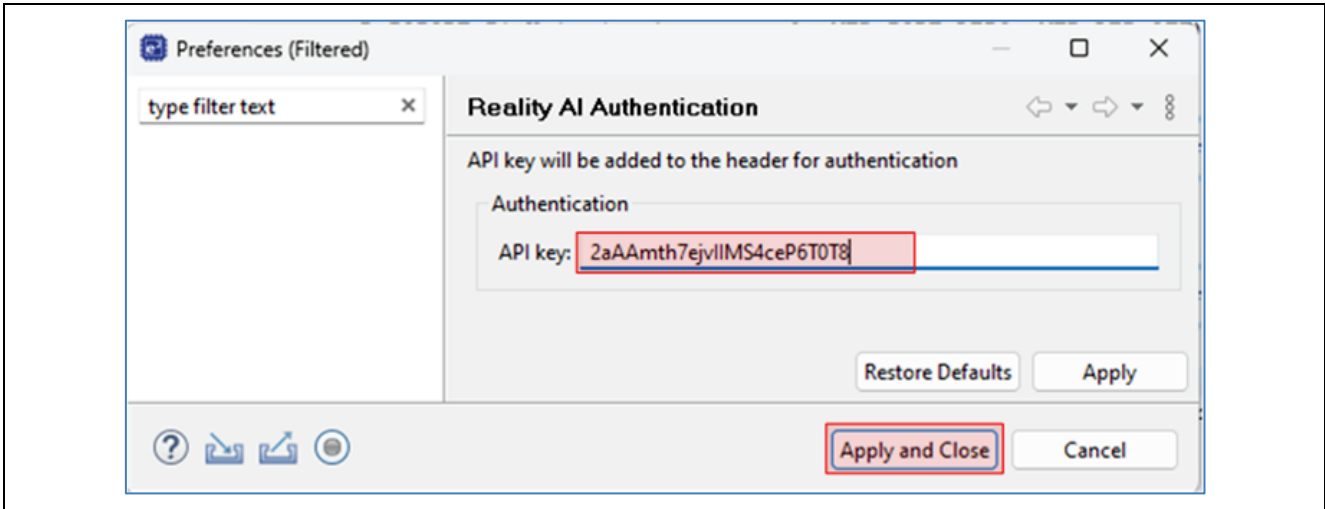 Preferences (Filtered)
type filter text
Reality AI Authentication
API key will be added to the header for authentication
Authentication
API key: 2aAAmth7ejvllMS4ceP6T0T8
Restore Defaults
Apply
Apply and Close
Cancel